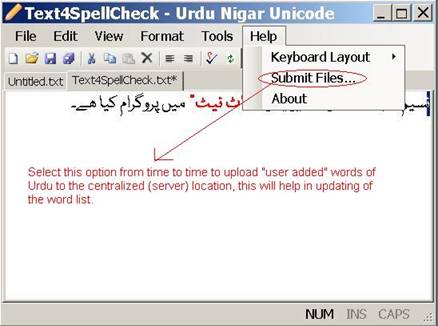 Text4SpellCheck - Urdu Nigar Unicode
File Edit View Format Tools Help
Keyboard Layout
Submit Files...
About
Untitled.txt Text4SpellCheck.txt*
نیٹ" میں پروگرام کیا ھے۔
Select this option from time to time to upload "user added" words of
Urdu to the centralized (server) location, this will help in updating of
the word list.
NUM INS CAPS